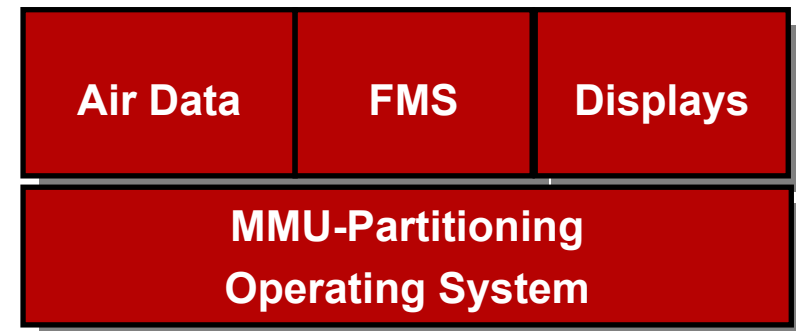 Air Data
FMS
Displays
MMU-Partitioning
Operating System